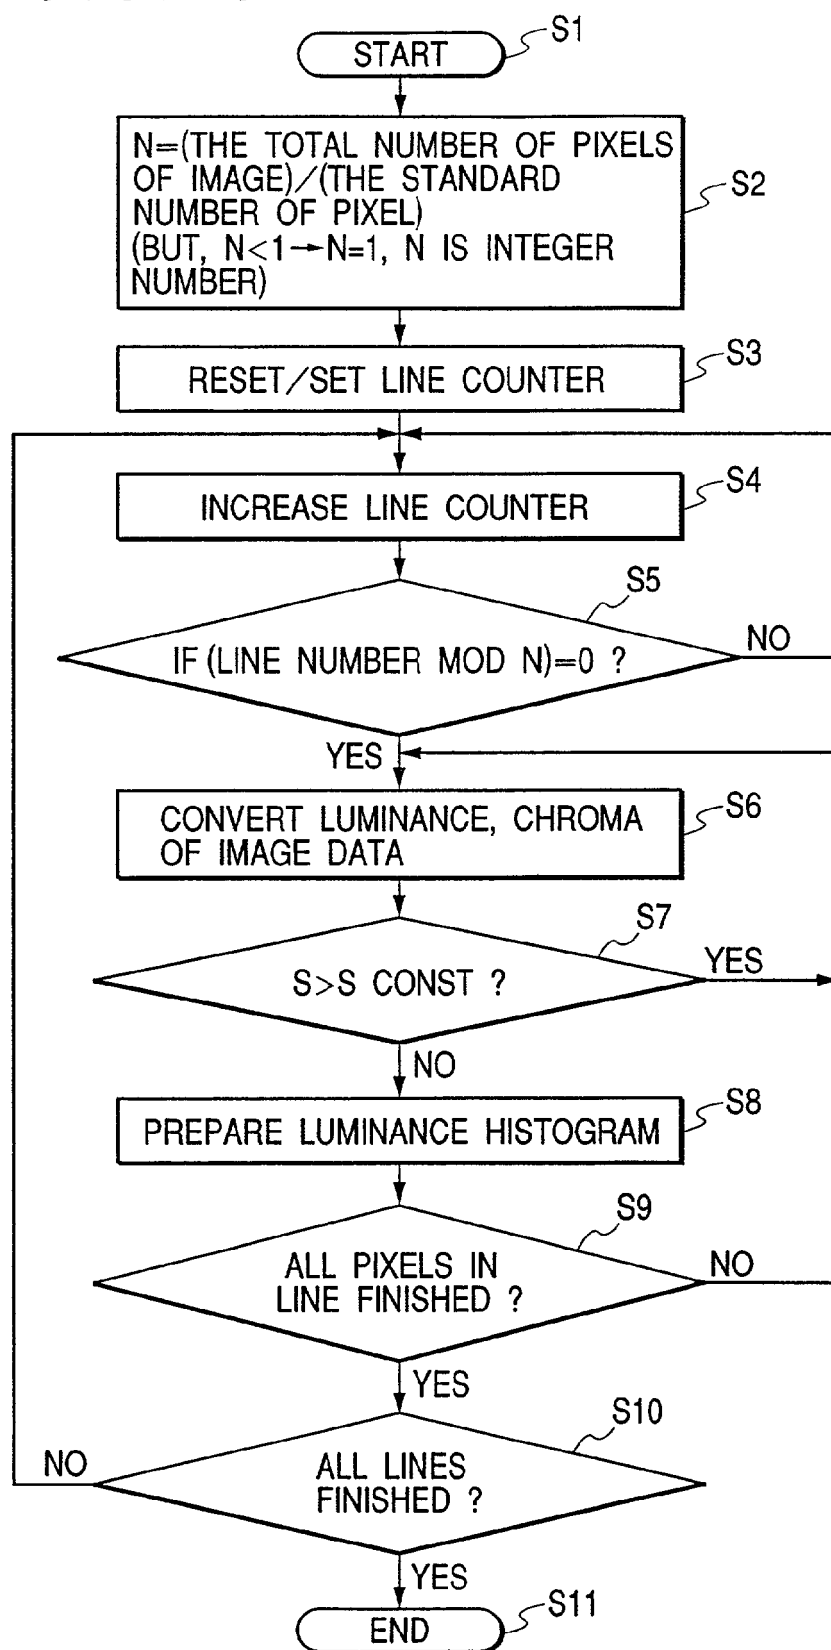 START
S1
N=(THE TOTAL NUMBER OF PIXELS
OF IMAGE)/(THE STANDARD
NUMBER OF PIXEL)
(BUT, N<1→N=1, N IS INTEGER
NUMBER)
S2
RESET/SET LINE COUNTER
S3
INCREASE LINE COUNTER
S4
IF (LINE NUMBER MOD N)=0 ?
S5
NO
YES
CONVERT LUMINANCE, CHROMA
OF IMAGE DATA
S6
S>S CONST ?
S7
YES
NO
PREPARE LUMINANCE HISTOGRAM
S8
ALL PIXELS IN
LINE FINISHED ?
S9
NO
YES
ALL LINES
FINISHED ?
S10
NO
YES
END
S11